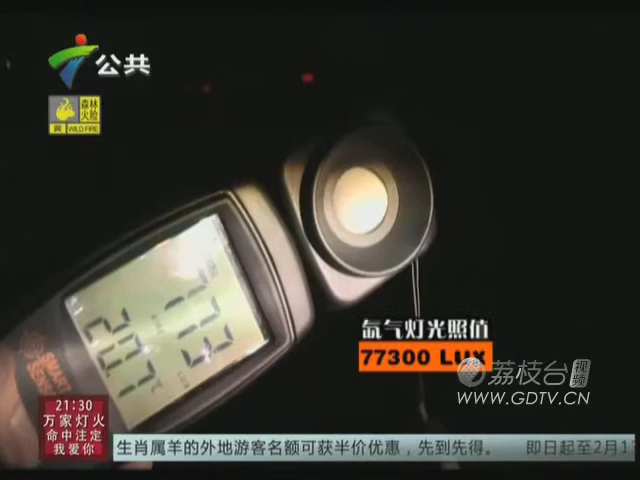 公共
森林
火险
黄 WILD FIRE
氙气灯光照值
77300 LUX
荔枝台 视频
WWW.GDTV.CN
21:30
万家灯火
命中注定
我爱你
生肖属羊的外地游客名额可获半价优惠，先到先得。 即日起至2月1